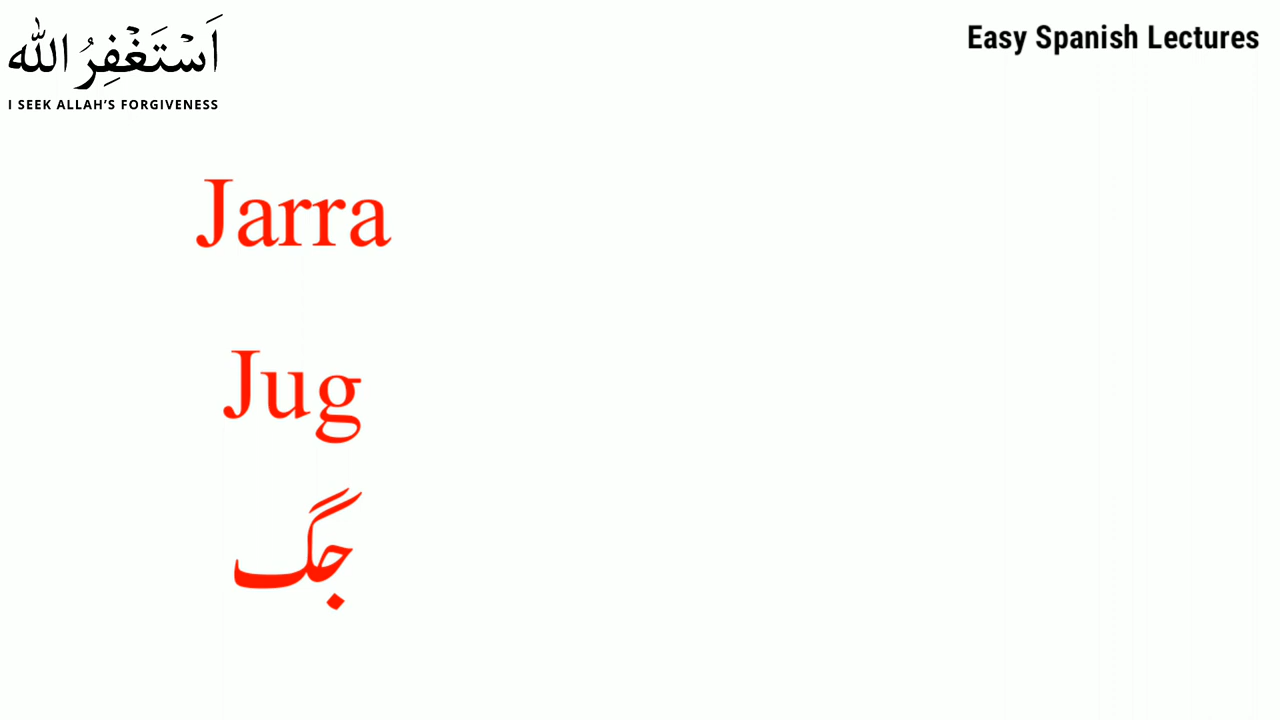 اَسْتَغْفِرُ اللّٰه
I SEEK ALLAH'S FORGIVENESS
Easy Spanish Lectures
Jarra
Jug
جگ